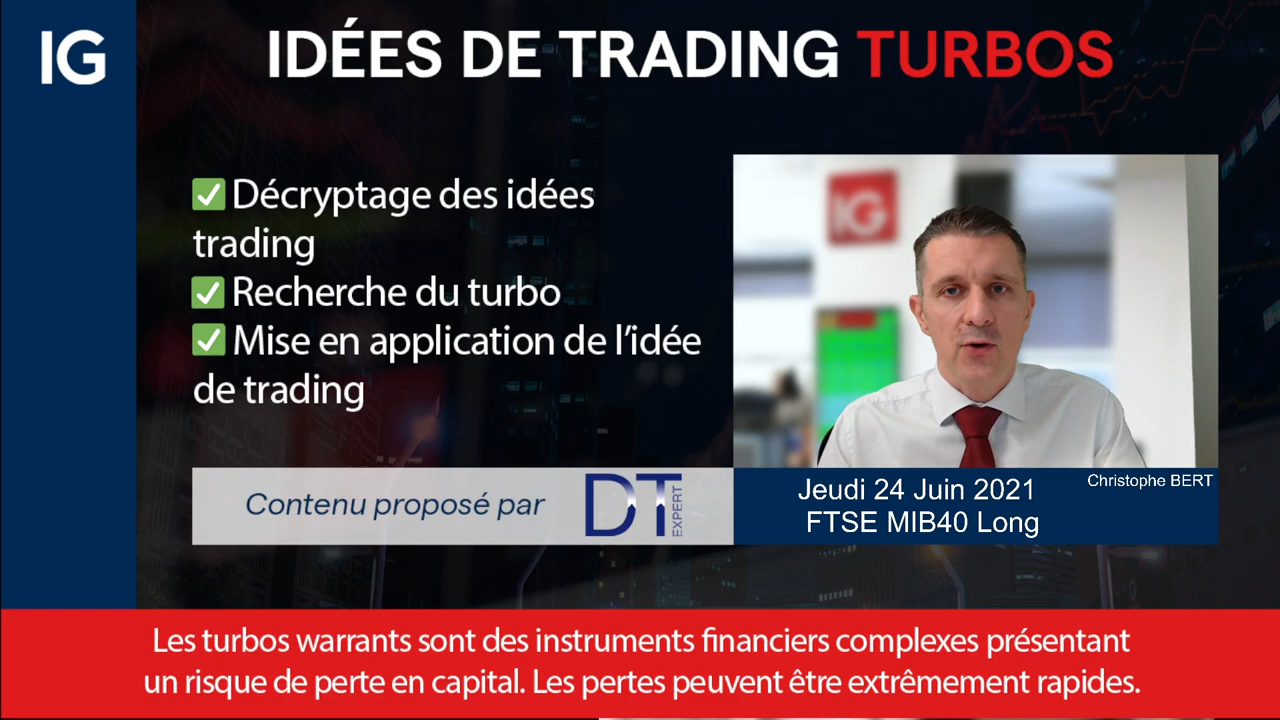 IG
IDÉES DE TRADING TURBOS
✅ Décryptage des idées
trading
✅ Recherche du turbo
✅ Mise en application de l’idée
de trading
IG
Contenu proposé par
DT
EXPERT
Christophe BERT
Jeudi 24 Juin 2021
FTSE MIB40 Long
Les turbos warrants sont des instruments financiers complexes présentant
un risque de perte en capital. Les pertes peuvent être extrêmement rapides.